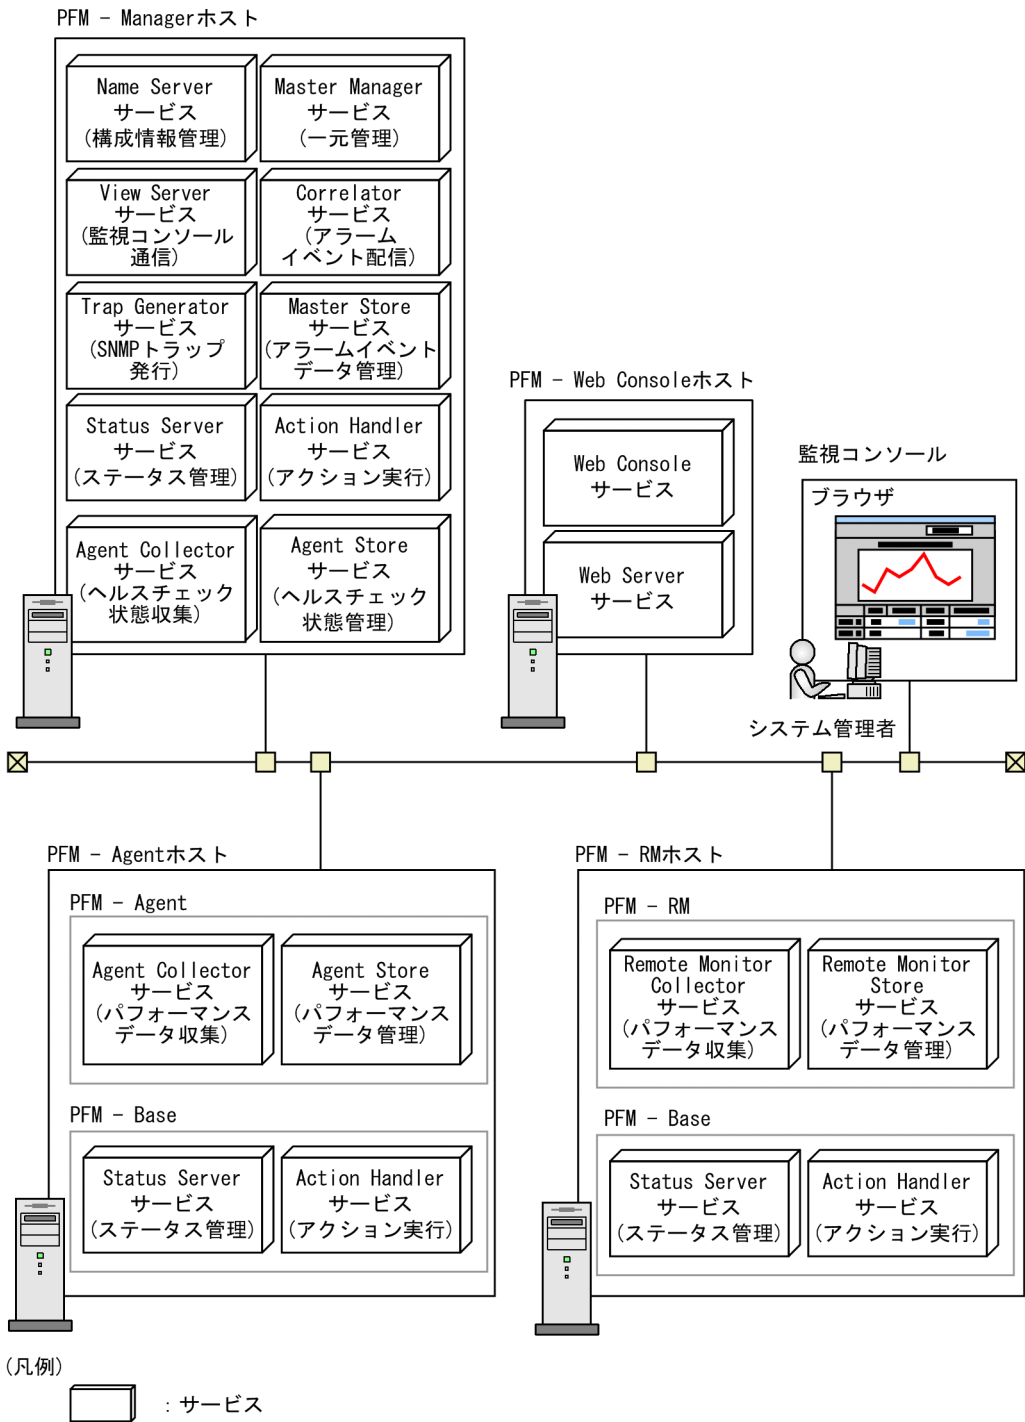 PFM － Managerホスト
Name Server
サービス
(構成情報管理)
Master Manager
サービス
(一元管理)
View Server
サービス
(監視コンソール
通信)
Correlator
サービス
(アラーム
イベント配信)
Trap Generator
サービス
(SNMPトラップ
発行)
Master Store
サービス
(アラームイベント
データ管理)
Status Server
サービス
(ステータス管理)
Action Handler
サービス
(アクション実行)
Agent Collector
サービス
(ヘルスチェック
状態収集)
Agent Store
サービス
(ヘルスチェック
状態管理)
PFM － Web Consoleホスト
Web Console
サービス
Web Server
サービス
監視コンソール
ブラウザ
システム管理者
PFM － Agentホスト
PFM － Agent
Agent Collector
サービス
(パフォーマンス
データ収集)
Agent Store
サービス
(パフォーマンス
データ管理)
PFM － Base
Status Server
サービス
(ステータス管理)
Action Handler
サービス
(アクション実行)
PFM － RMホスト
PFM － RM
Remote Monitor
Collector
サービス
(パフォーマンス
データ収集)
Remote Monitor
Store
サービス
(パフォーマンス
データ管理)
PFM － Base
Status Server
サービス
(ステータス管理)
Action Handler
サービス
(アクション実行)
(凡例)
：サービス